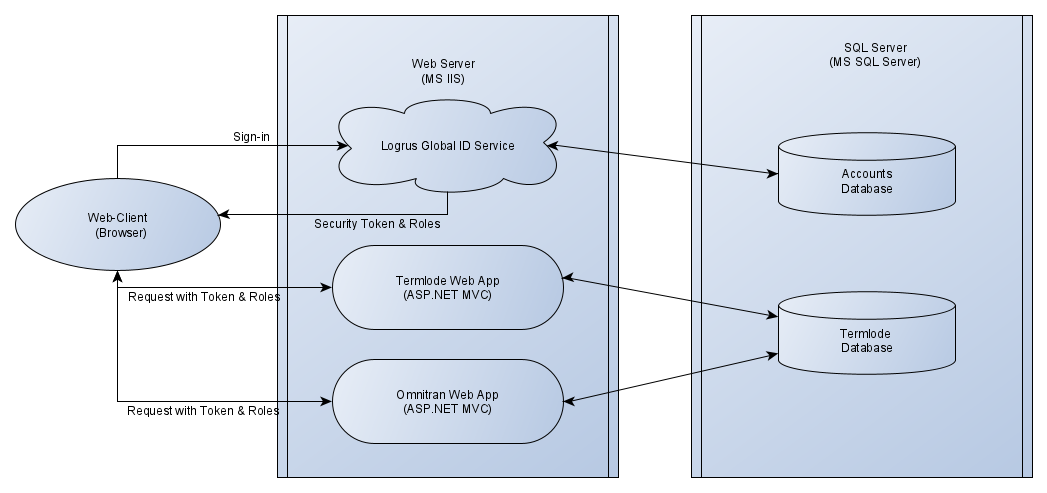 SQL Server
(MS SQL Server)
Web Server
(MS IIS)
Sign-in
Logrus Global ID Service
Accounts
Database
Web-Client
(Browser)
Security Token & Roles
Termlode Web App
(ASP.NET MVC)
Request with Token & Roles
Termlode
Database
Omnitran Web App
(ASP.NET MVC)
Request with Token & Roles